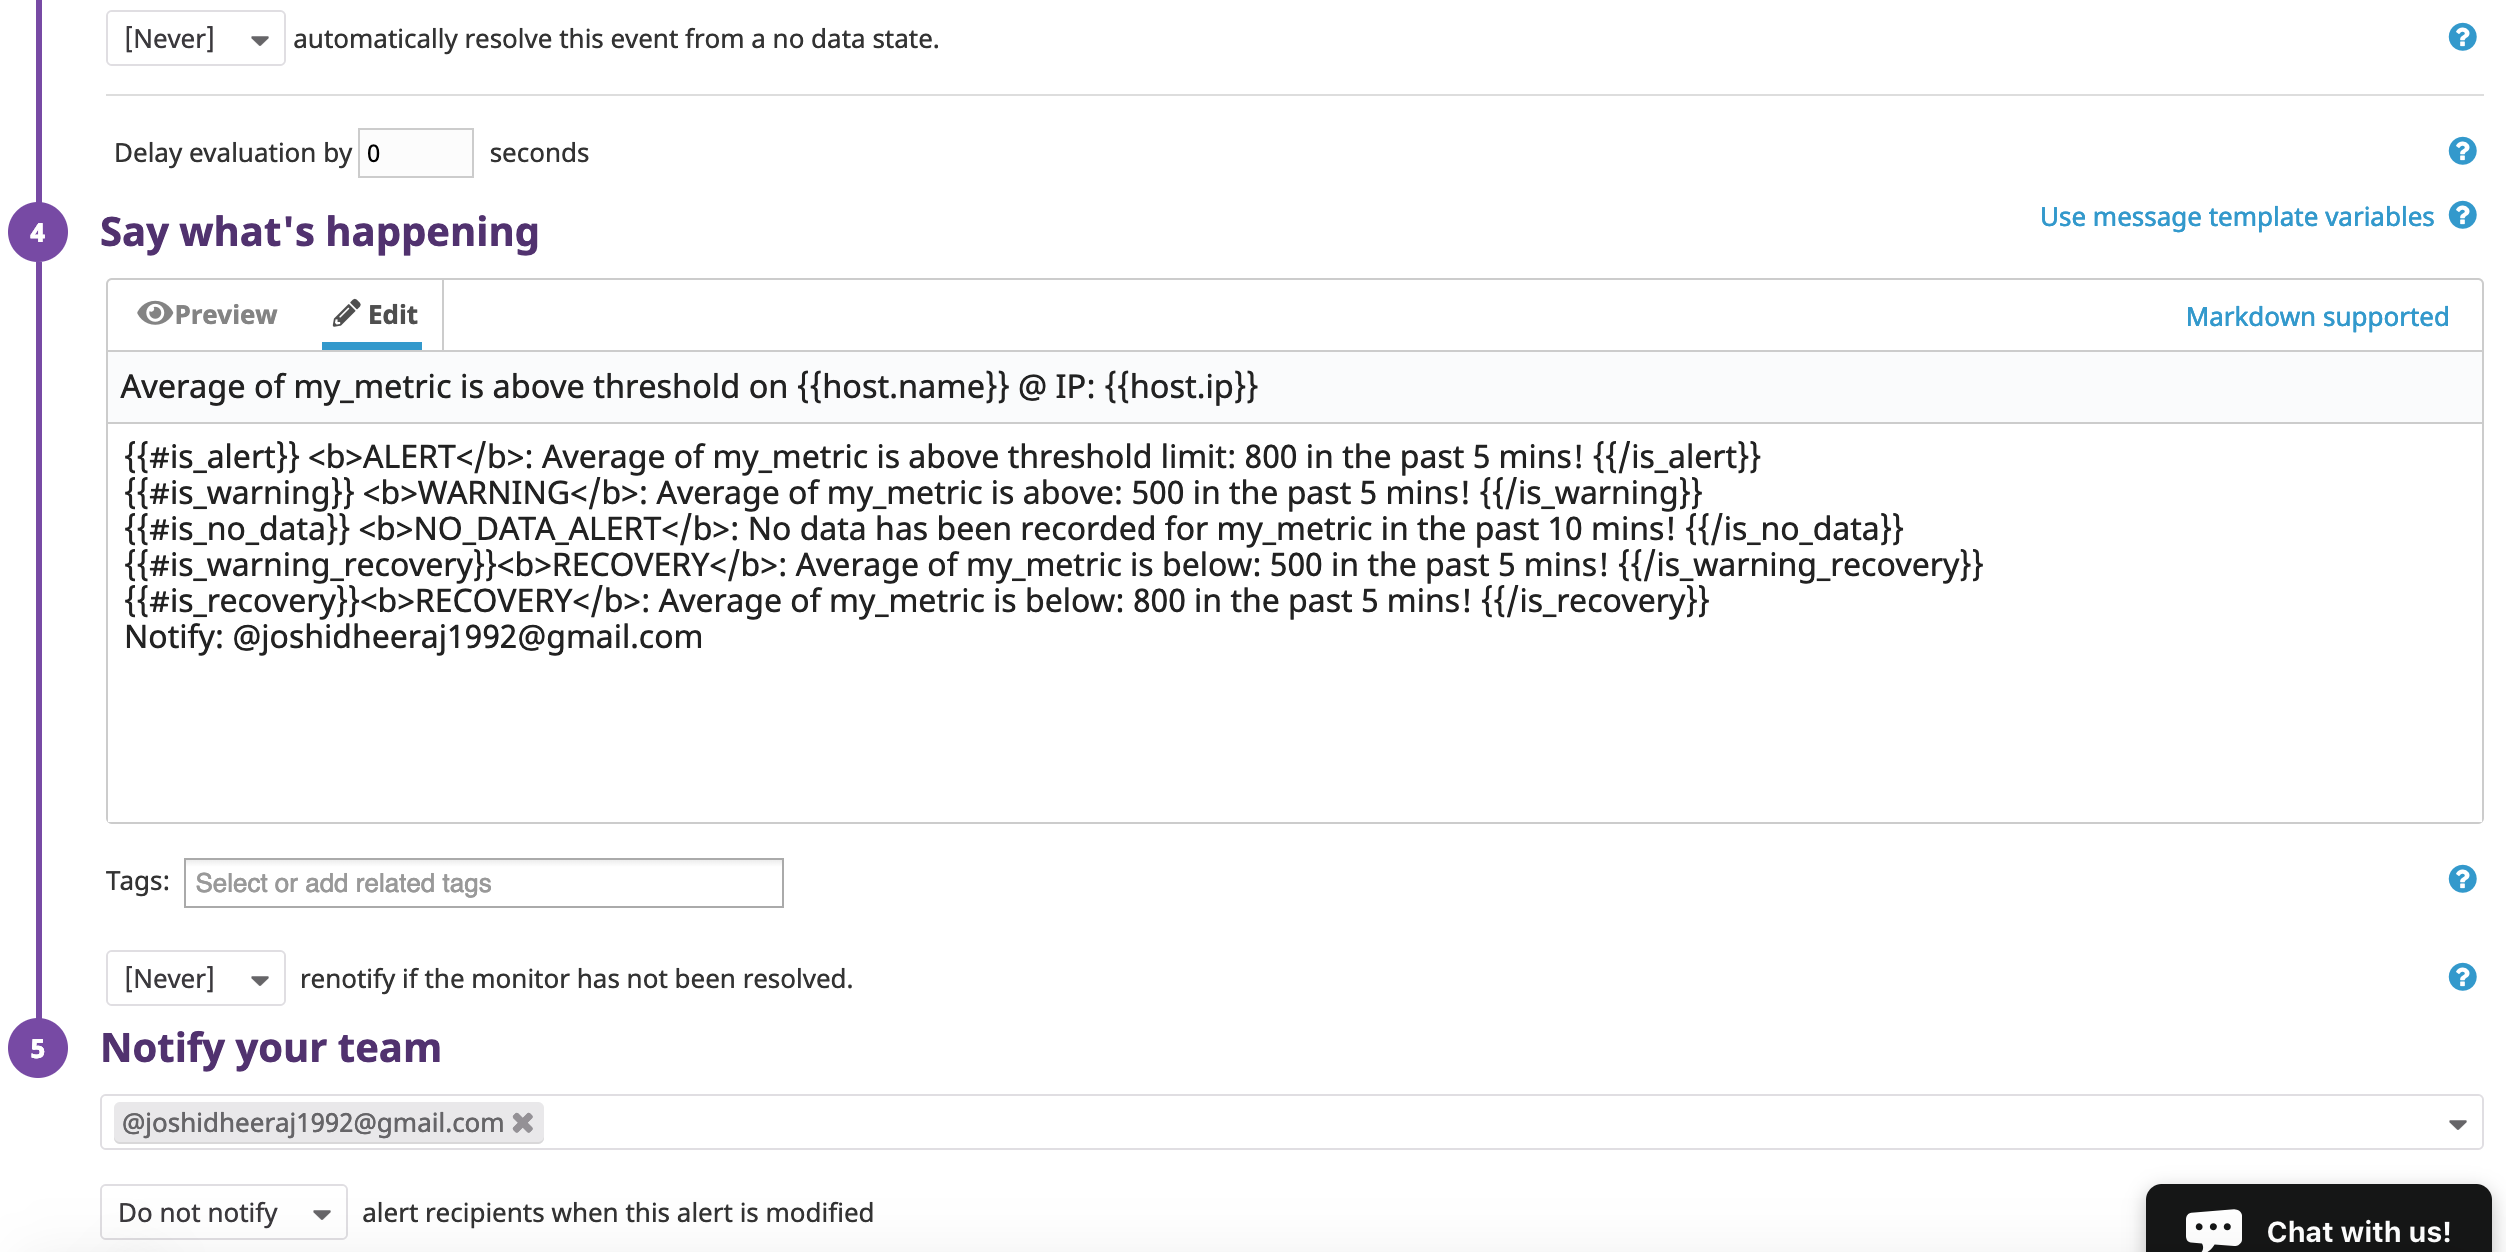 [Never] automatically resolve this event from a no data state.
Delay evaluation by 0 seconds
4 Say what's happening Use message template variables
Preview Edit Markdown supported
Average of my_metric is above threshold on {{host.name}} @ IP: {{host.ip}}
{{#is_alert}} <b>ALERT</b>: Average of my_metric is above threshold limit: 800 in the past 5 mins! {{/is_alert}}
{{#is_warning}} <b>WARNING</b>: Average of my_metric is above: 500 in the past 5 mins! {{/is_warning}}
{{#is_no_data}} <b>NO_DATA_ALERT</b>: No data has been recorded for my_metric in the past 10 mins! {{/is_no_data}}
{{#is_warning_recovery}}<b>RECOVERY</b>: Average of my_metric is below: 500 in the past 5 mins! {{/is_warning_recovery}}
{{#is_recovery}}<b>RECOVERY</b>: Average of my_metric is below: 800 in the past 5 mins! {{/is_recovery}}
Notify: @joshidheeraj1992@gmail.com
Tags: Select or add related tags
[Never] renotify if the monitor has not been resolved.
5 Notify your team
@joshidheeraj1992@gmail.com
Do not notify alert recipients when this alert is modified
Chat with us!